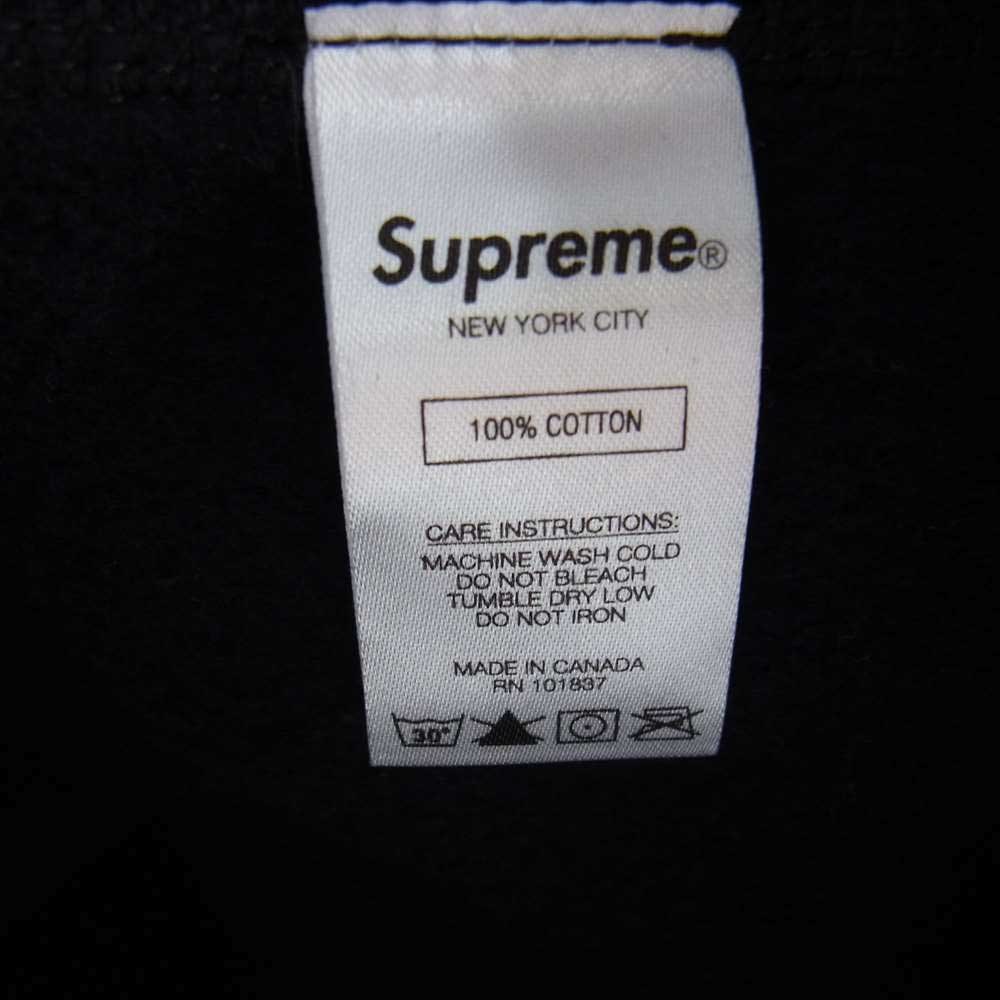 Supreme®
NEW YORK CITY
100% COTTON
CARE INSTRUCTIONS:
MACHINE WASH COLD
DO NOT BLEACH
TUMBLE DRY LOW
DO NOT IRON
MADE IN CANADA
RN 101837
30°